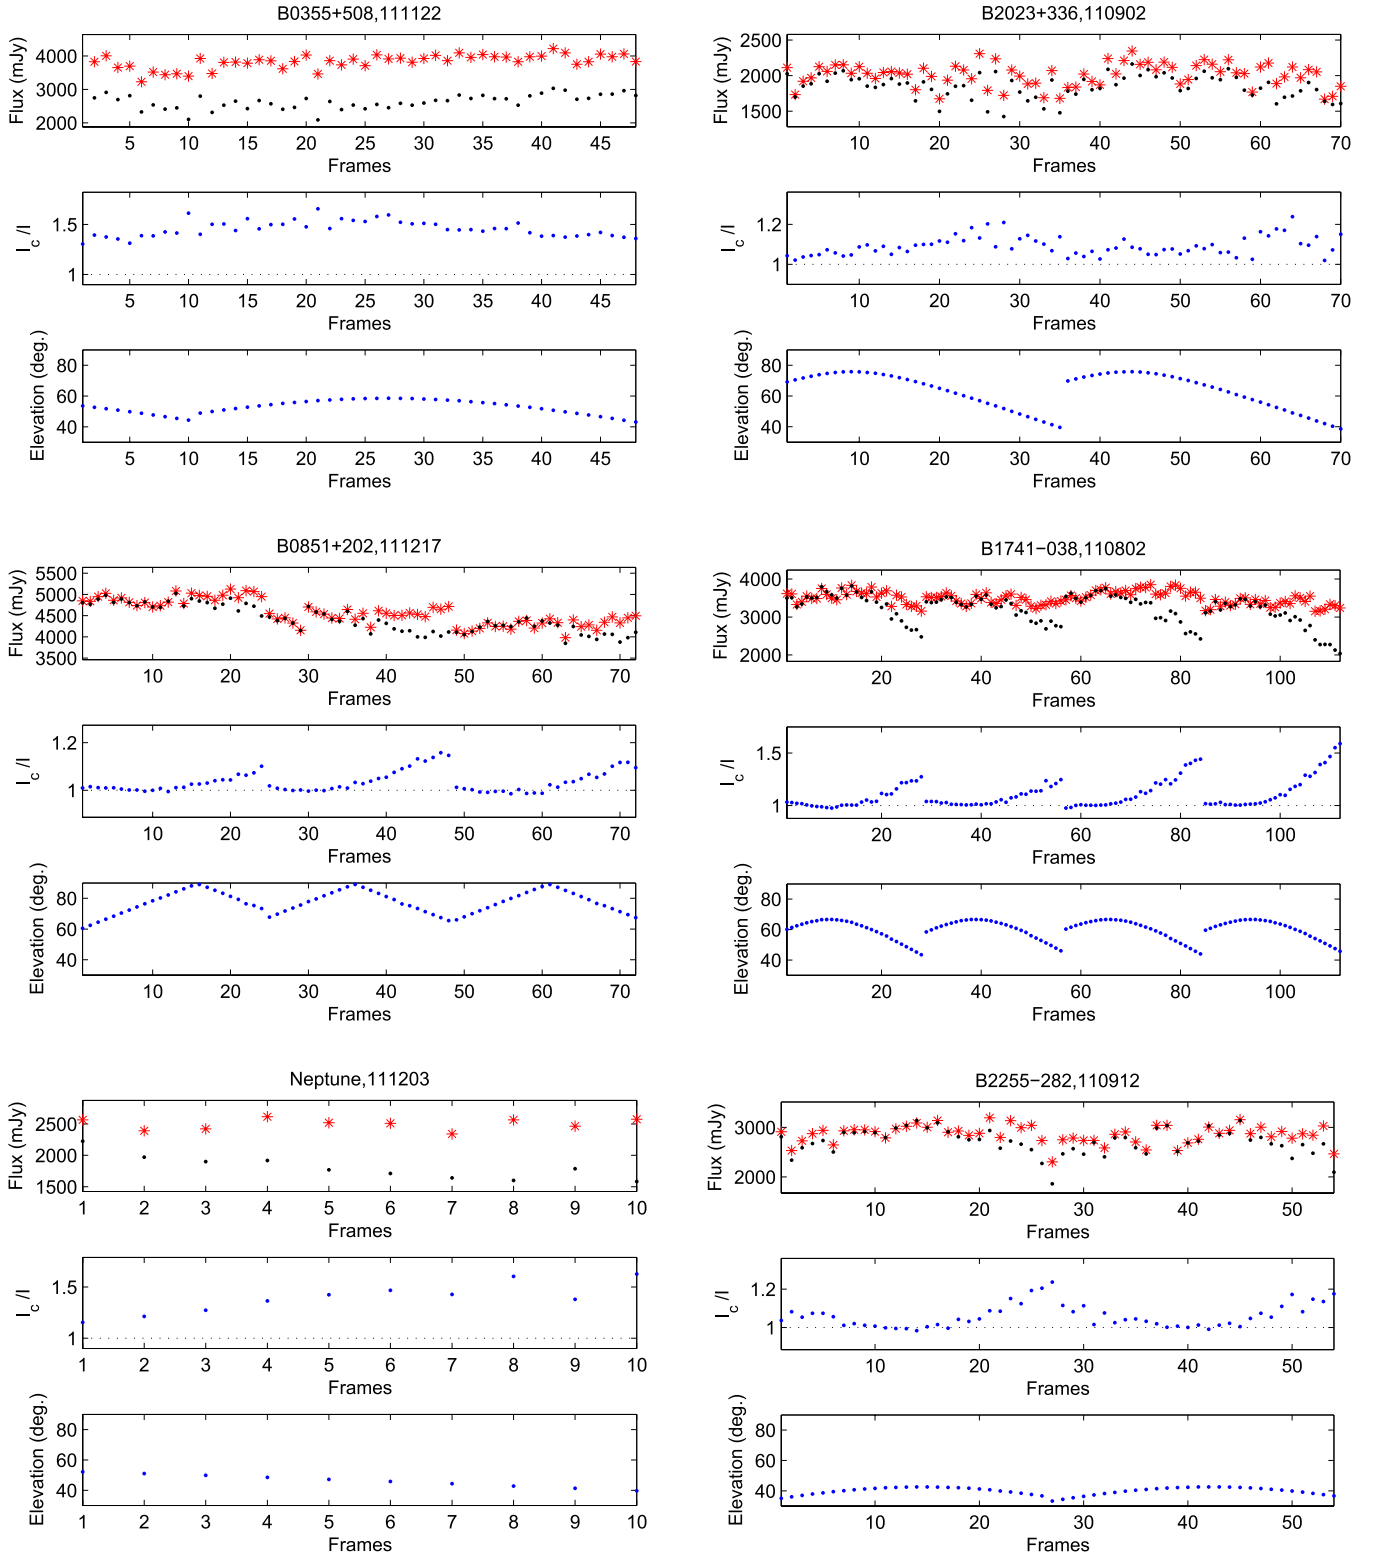 B0355+508,111122
Flux (mJy)
4000
3000
2000
5 10 15 20 25 30 35 40 45
Frames
I_c/I
1.5
1
5 10 15 20 25 30 35 40 45
Frames
Elevation (deg.)
80
60
40
5 10 15 20 25 30 35 40 45
Frames
B2023+336,110902
Flux (mJy)
2500
2000
1500
10 20 30 40 50 60 70
Frames
I_c/I
1.2
1
10 20 30 40 50 60 70
Frames
Elevation (deg.)
80
60
40
10 20 30 40 50 60 70
Frames
B0851+202,111217
Flux (mJy)
5500
5000
4500
4000
3500
10 20 30 40 50 60 70
Frames
I_c/I
1.2
1
10 20 30 40 50 60 70
Frames
Elevation (deg.)
80
60
40
10 20 30 40 50 60 70
Frames
B1741−038,110802
Flux (mJy)
4000
3000
2000
20 40 60 80 100
Frames
I_c/I
1.5
1
20 40 60 80 100
Frames
Elevation (deg.)
80
60
40
20 40 60 80 100
Frames
Neptune,111203
Flux (mJy)
2500
2000
1500
1 2 3 4 5 6 7 8 9 10
Frames
I_c/I
1.5
1
1 2 3 4 5 6 7 8 9 10
Frames
Elevation (deg.)
80
60
40
1 2 3 4 5 6 7 8 9 10
Frames
B2255−282,110912
Flux (mJy)
3000
2000
10 20 30 40 50
Frames
I_c/I
1.2
1
10 20 30 40 50
Frames
Elevation (deg.)
80
60
40
10 20 30 40 50
Frames